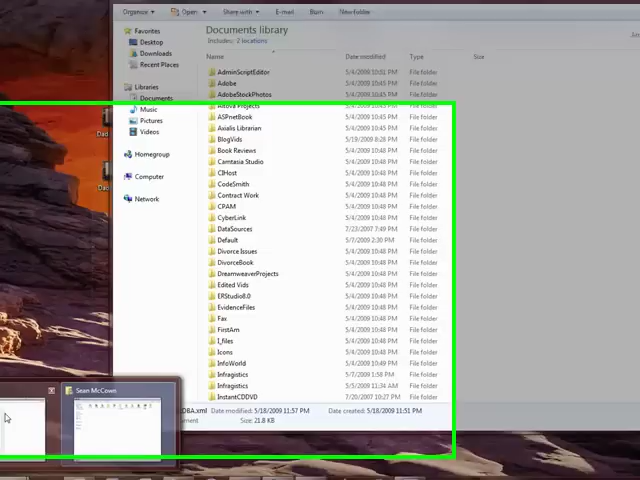 Organize Open Share with E-mail Burn New folder
Favorites
Desktop
Downloads
Recent Places
Libraries
Documents
Music
Pictures
Videos
Homegroup
Computer
Network
Documents library
Includes: 2 locations
Name Date modified Type Size
AdminScriptEditor 5/4/2009 10:51 PM File folder
Adobe 5/4/2009 10:45 PM File folder
AdobeStockPhotos 5/4/2009 10:45 PM File folder
Altova Projects 5/4/2009 10:45 PM File folder
ASPnetBook 5/4/2009 10:45 PM File folder
Axialis Librarian 5/4/2009 10:45 PM File folder
BlogVids 5/19/2009 8:28 PM File folder
Book Reviews 5/4/2009 10:48 PM File folder
Camtasia Studio 5/4/2009 10:48 PM File folder
CIHost 5/4/2009 10:48 PM File folder
CodeSmith 5/4/2009 10:48 PM File folder
Contract Work 5/4/2009 10:48 PM File folder
CPAM 5/4/2009 10:48 PM File folder
CyberLink 5/4/2009 10:48 PM File folder
DataSources 7/23/2007 7:49 PM File folder
Default 5/7/2009 2:30 PM File folder
Divorce Issues 5/4/2009 10:48 PM File folder
DivorceBook 5/4/2009 10:48 PM File folder
DreamweaverProjects 5/4/2009 10:48 PM File folder
Edited Vids 5/4/2009 10:48 PM File folder
ERStudio8.0 5/4/2009 10:48 PM File folder
EvidenceFiles 5/4/2009 10:48 PM File folder
Fax 5/4/2009 10:48 PM File folder
FirstAm 5/4/2009 10:48 PM File folder
I_files 5/4/2009 10:48 PM File folder
Icons 5/4/2009 10:48 PM File folder
InfoWorld 5/4/2009 10:49 PM File folder
Infragistics 5/7/2009 1:58 PM File folder
Infragistics 5/5/2009 11:34 AM File folder
InstantCDDVD 7/20/2007 10:27 PM File folder
DBA.xml Date modified: 5/18/2009 11:57 PM Date created: 5/18/2009 11:51 PM
Size: 21.8 KB
Sean McCown